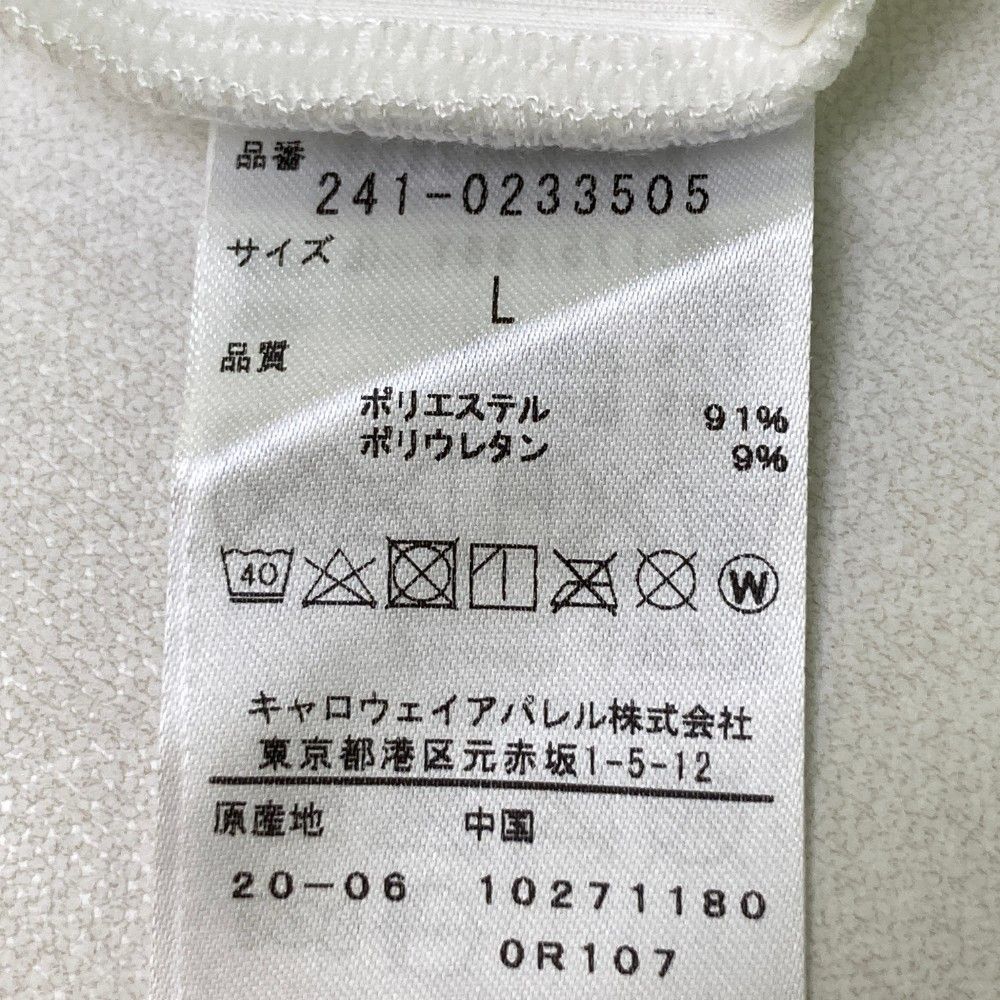 品番
241-0233505
サイズ
L
品質
ポリエステル 91%
ポリウレタン 9%
40
W
キャロウェイアパレル株式会社
東京都港区元赤坂1-5-12
原産地 中国
20-06 10271180
0R107